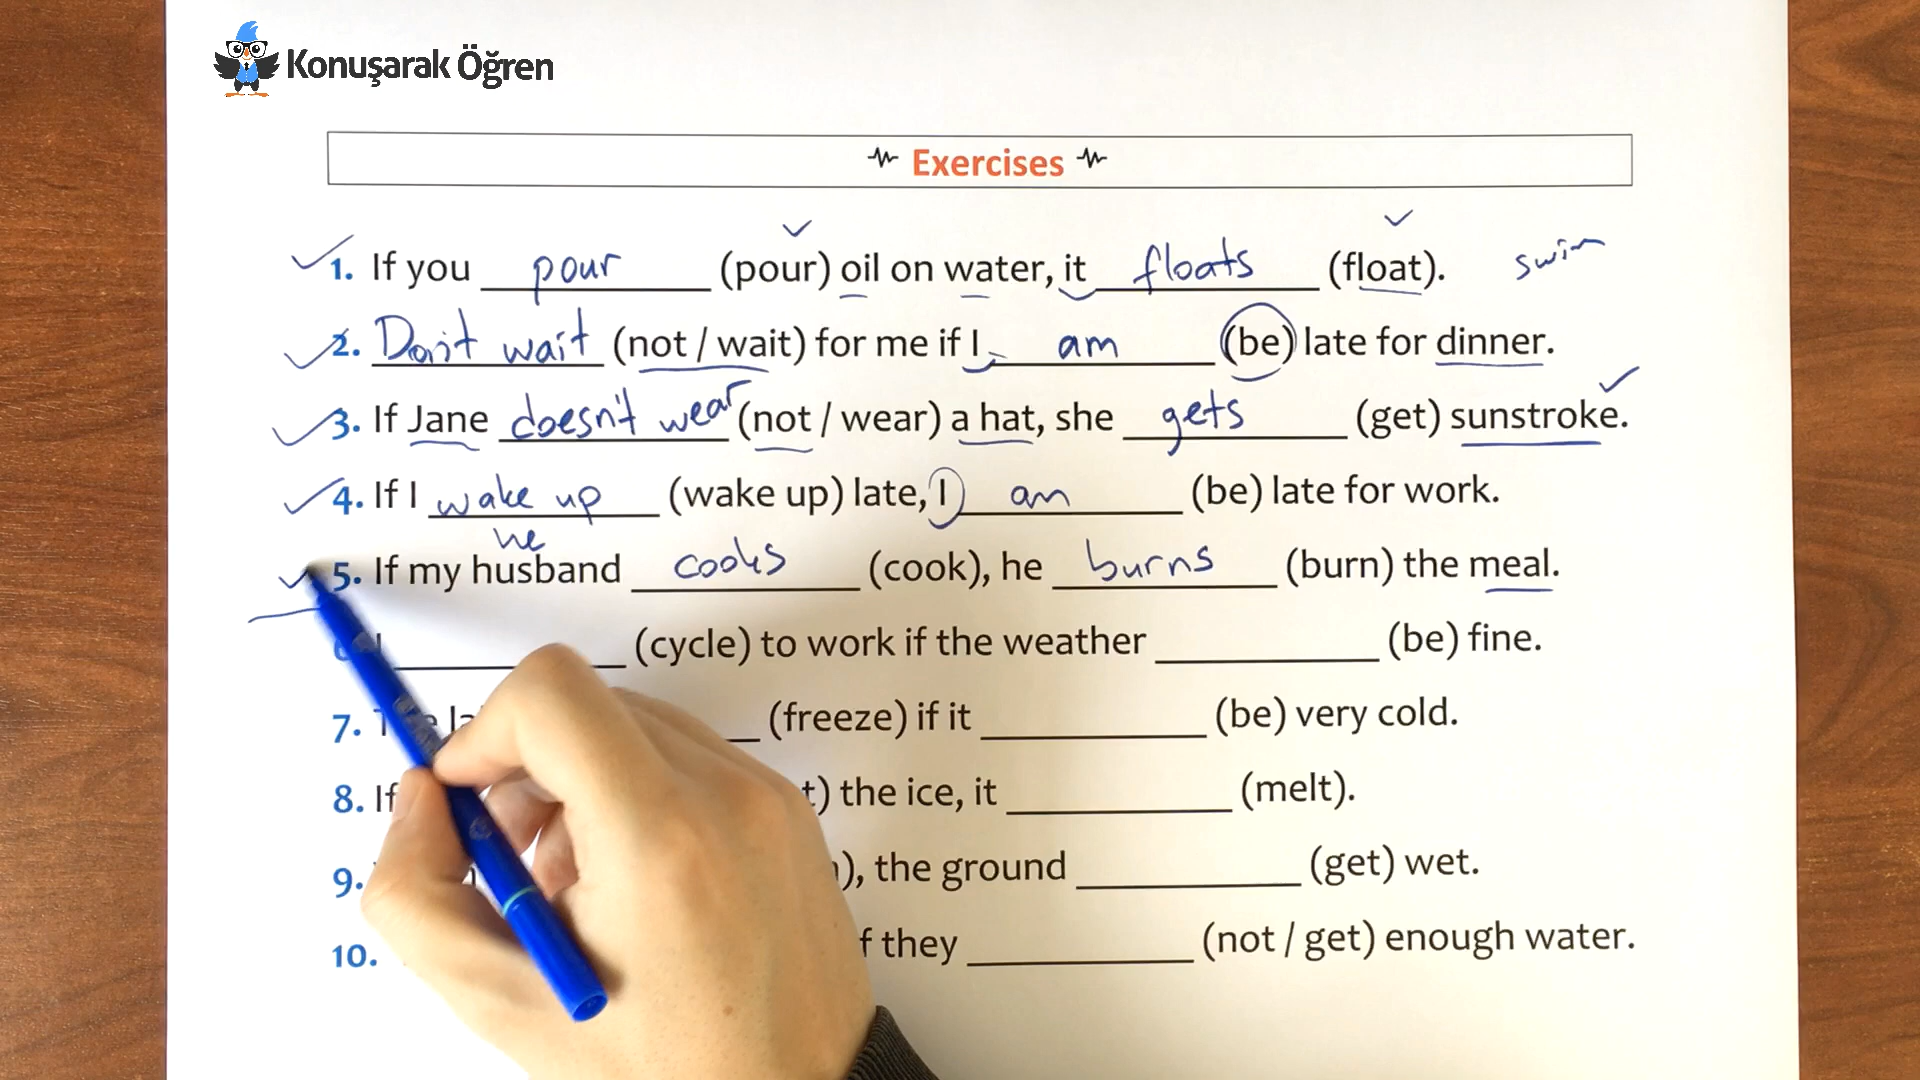 Konuşarak Öğren
Exercises
1. If you pour (pour) oil on water, it floats (float). swim
2. Don't wait (not / wait) for me if I am (be) late for dinner.
3. If Jane doesn't wear (not / wear) a hat, she gets (get) sunstroke.
4. If I wake up (wake up) late, I am (be) late for work.
he
5. If my husband cooks (cook), he burns (burn) the meal.
(cycle) to work if the weather (be) fine.
7. (freeze) if it (be) very cold.
8. If the ice, it (melt).
9. the ground (get) wet.
10. they (not / get) enough water.